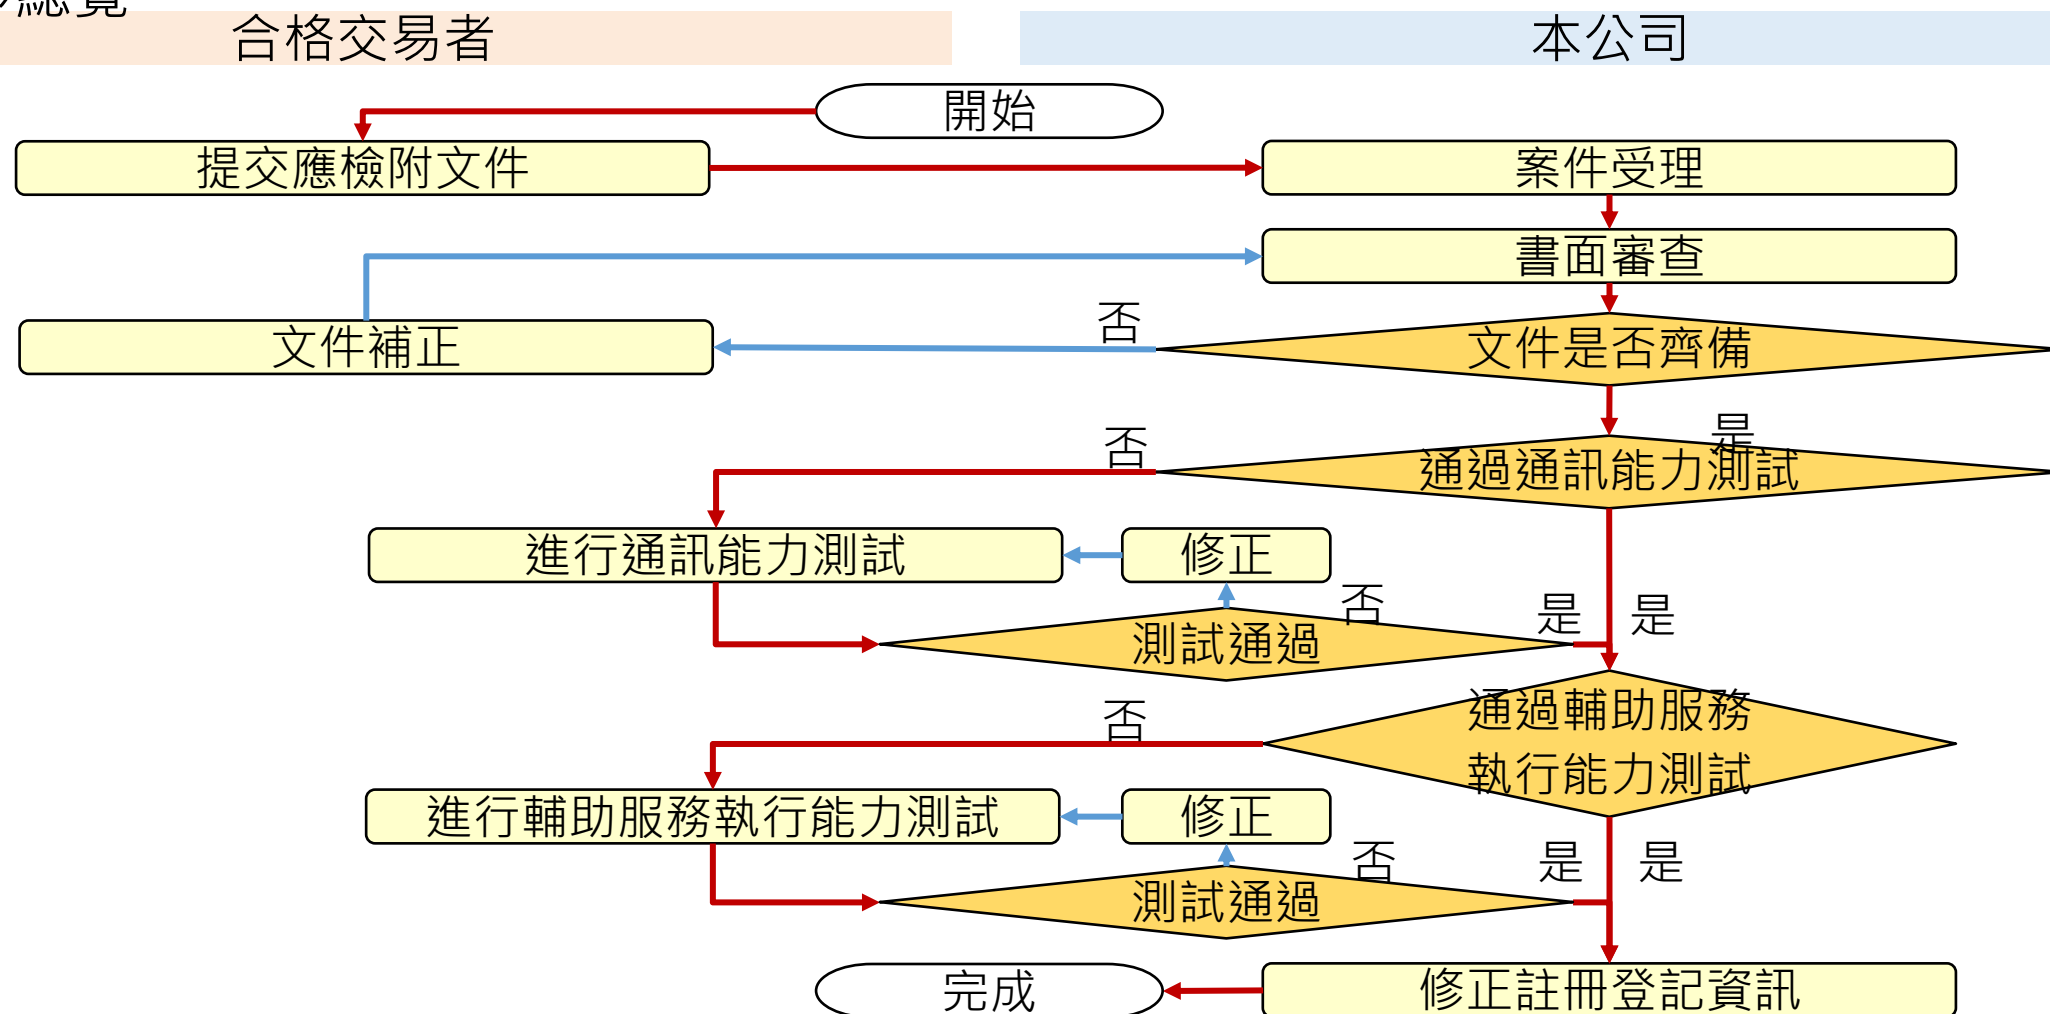 總覽
合格交易者
本公司
開始
提交應檢附文件
案件受理
書面審查
否
文件補正
文件是否齊備
是
否
通過通訊能力測試
進行通訊能力測試
修正
否
是
是
測試通過
通過輔助服務
執行能力測試
否
進行輔助服務執行能力測試
修正
否
是
是
測試通過
完成
修正註冊登記資訊